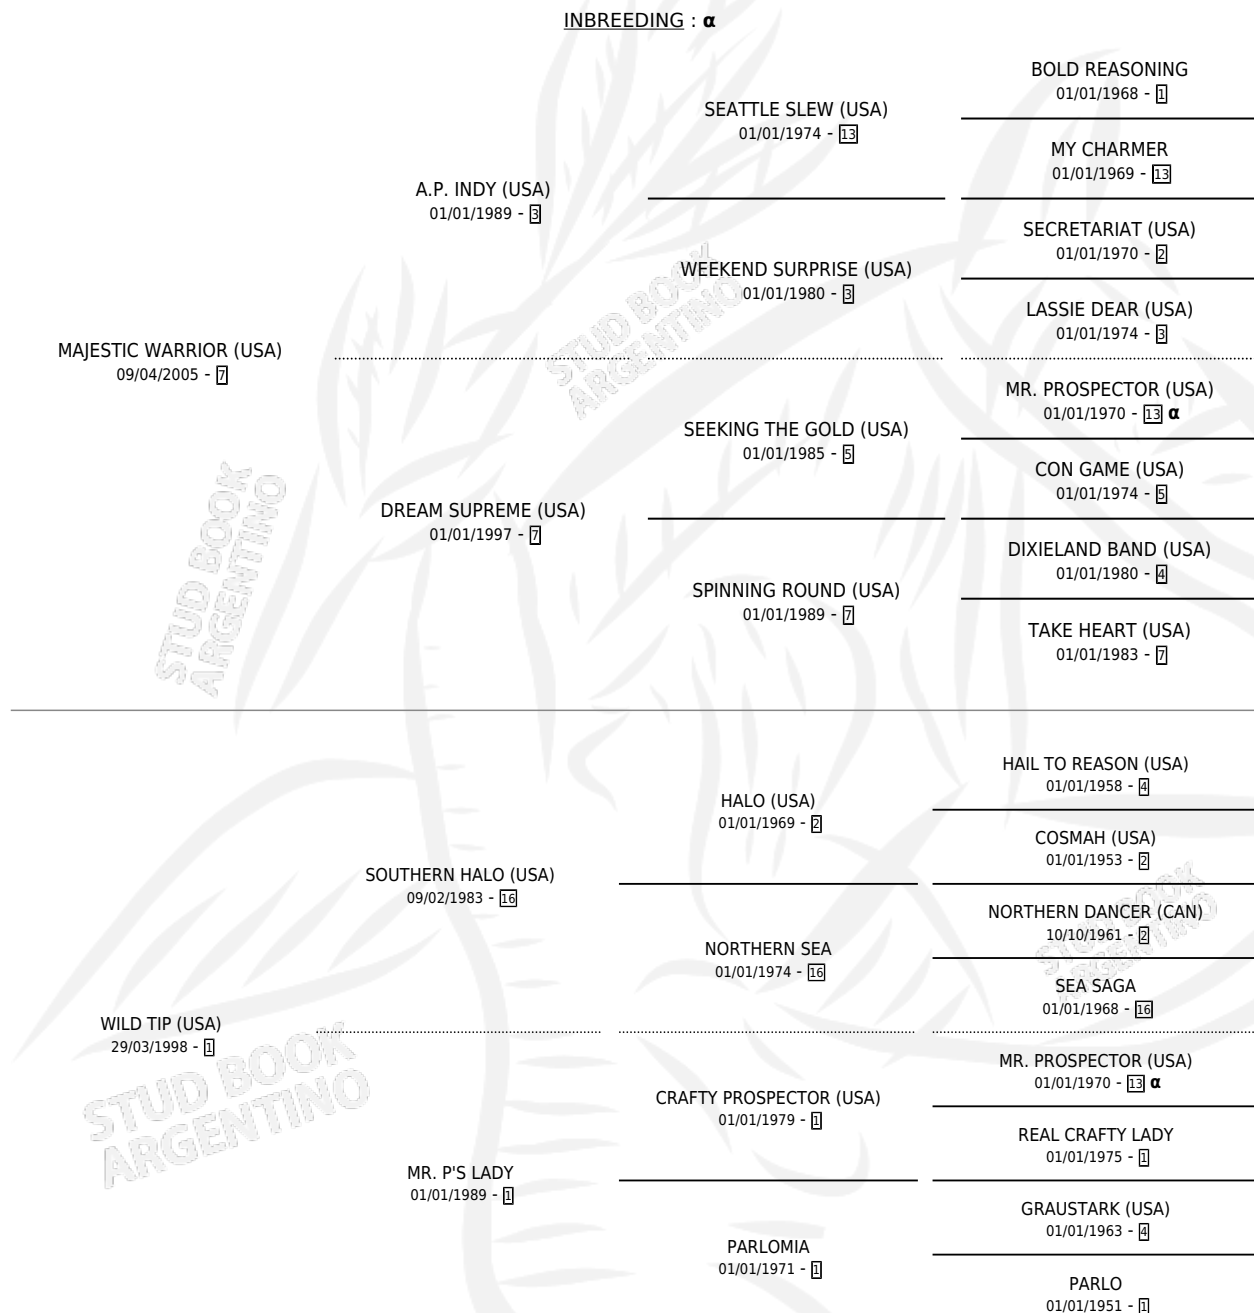 INBREEDING : α
BOLD REASONING
01/01/1968 - 1
SEATTLE SLEW (USA)
01/01/1974 - 13
MY CHARMER
01/01/1969 - 13
A.P. INDY (USA)
01/01/1989 - 3
SECRETARIAT (USA)
01/01/1970 - 2
WEEKEND SURPRISE (USA)
01/01/1980 - 3
LASSIE DEAR (USA)
01/01/1974 - 3
MAJESTIC WARRIOR (USA)
09/04/2005 - 7
MR. PROSPECTOR (USA)
01/01/1970 - 13 α
SEEKING THE GOLD (USA)
01/01/1985 - 5
CON GAME (USA)
01/01/1974 - 5
DREAM SUPREME (USA)
01/01/1997 - 7
DIXIELAND BAND (USA)
01/01/1980 - 4
SPINNING ROUND (USA)
01/01/1989 - 7
TAKE HEART (USA)
01/01/1983 - 7
STUD BOOK
ARGENTINO
STUD BOOK
ARGENTINO
HAIL TO REASON (USA)
01/01/1958 - 4
HALO (USA)
01/01/1969 - 2
COSMAH (USA)
01/01/1953 - 2
SOUTHERN HALO (USA)
09/02/1983 - 16
NORTHERN DANCER (CAN)
10/10/1961 - 2
NORTHERN SEA
01/01/1974 - 16
SEA SAGA
01/01/1968 - 16
WILD TIP (USA)
29/03/1998 - 1
MR. PROSPECTOR (USA)
01/01/1970 - 13 α
CRAFTY PROSPECTOR (USA)
01/01/1979 - 1
REAL CRAFTY LADY
01/01/1975 - 1
MR. P'S LADY
01/01/1989 - 1
GRAUSTARK (USA)
01/01/1963 - 4
PARLOMIA
01/01/1971 - 1
PARLO
01/01/1951 - 1
STUD BOOK
ARGENTINO
STUD BOOK
ARGENTINO